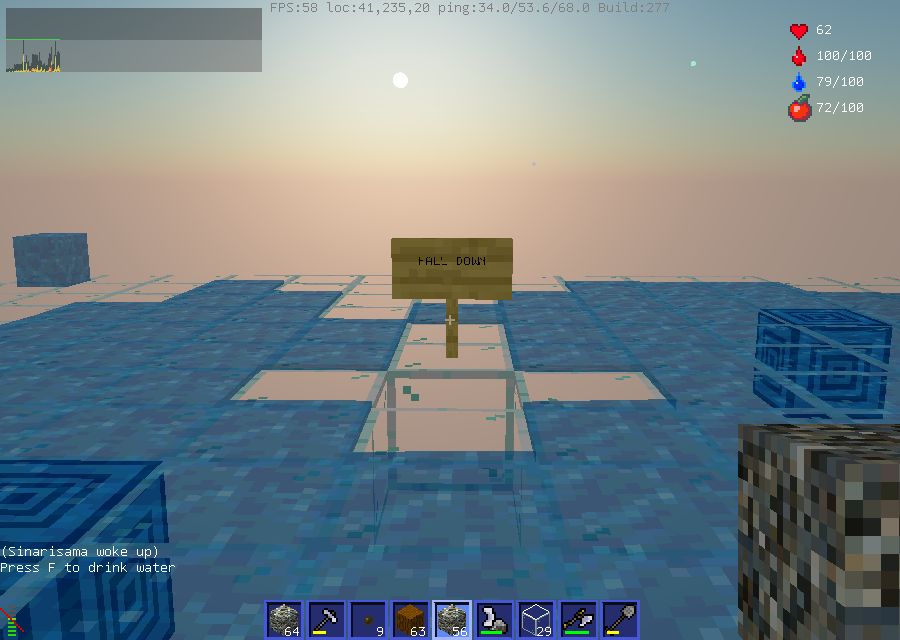 FPS:58 loc:41,235,20 ping:34.0/53.6/68.0 Build:277
62
100/100
79/100
72/100
FALL DOWN
(Sinarisama woke up)
Press F to drink water
64 9 63 56 29